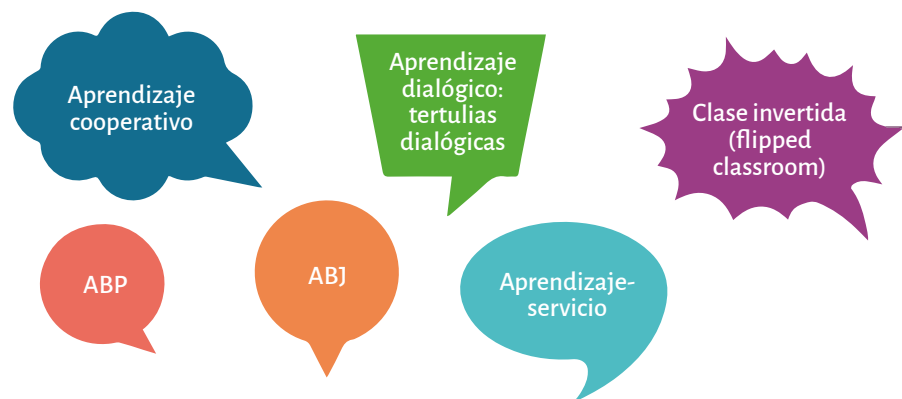 Aprendizaje
cooperativo
Aprendizaje
dialógico:
tertulias
dialógicas
Clase invertida
(flipped
classroom)
ABP
ABJ
Aprendizaje-
servicio